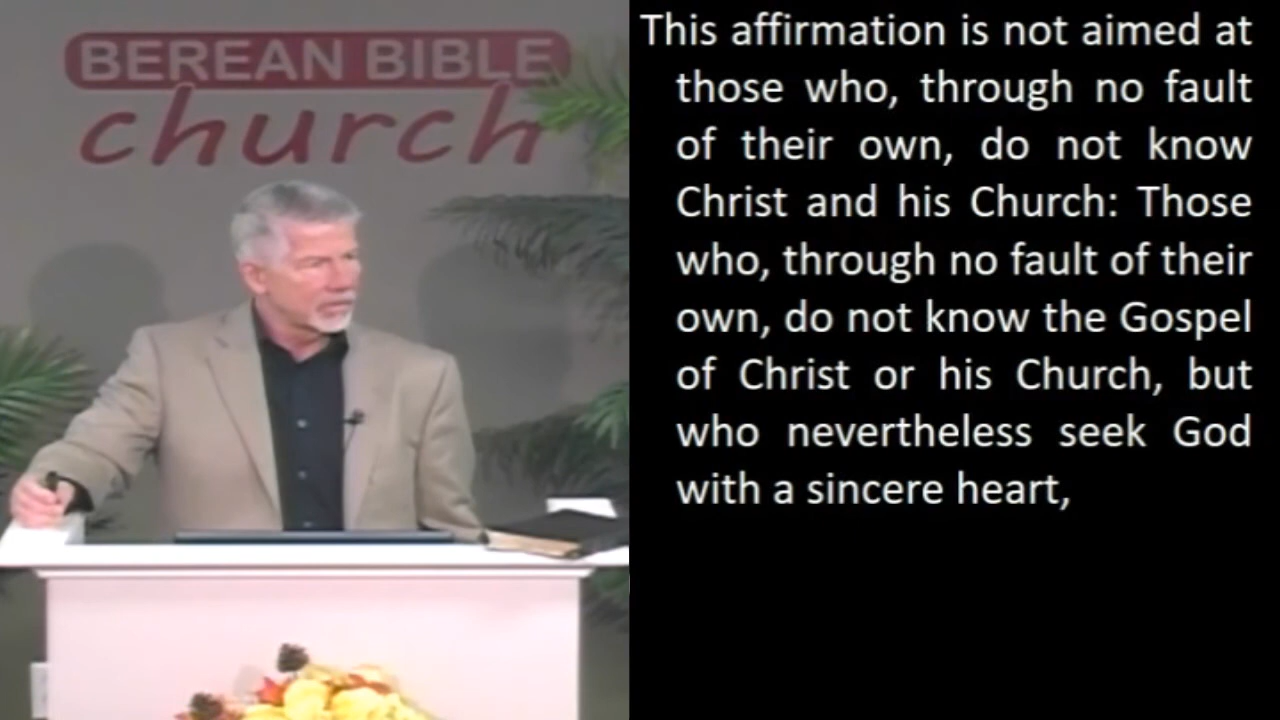 BEREAN BIBLE
church
This affirmation is not aimed at
those who, through no fault
of their own, do not know
Christ and his Church: Those
who, through no fault of their
own, do not know the Gospel
of Christ or his Church, but
who nevertheless seek God
with a sincere heart,